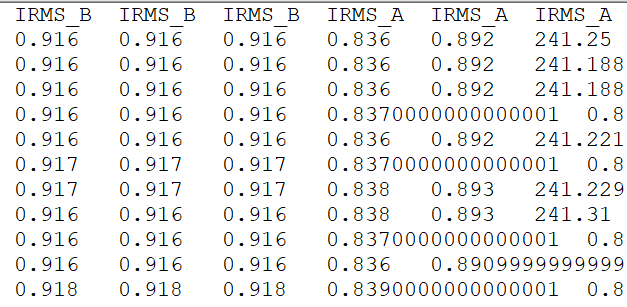 IRMS_B IRMS_B IRMS_B IRMS_A IRMS_A IRMS_A
0.916 0.916 0.916 0.836 0.892 241.25
0.916 0.916 0.916 0.836 0.892 241.188
0.916 0.916 0.916 0.836 0.892 241.188
0.916 0.916 0.916 0.8370000000000001 0.8
0.916 0.916 0.916 0.836 0.892 241.221
0.917 0.917 0.917 0.8370000000000001 0.8
0.917 0.917 0.917 0.838 0.893 241.229
0.916 0.916 0.916 0.838 0.893 241.31
0.916 0.916 0.916 0.8370000000000001 0.8
0.916 0.916 0.916 0.836 0.8909999999999
0.918 0.918 0.918 0.8390000000000001 0.8